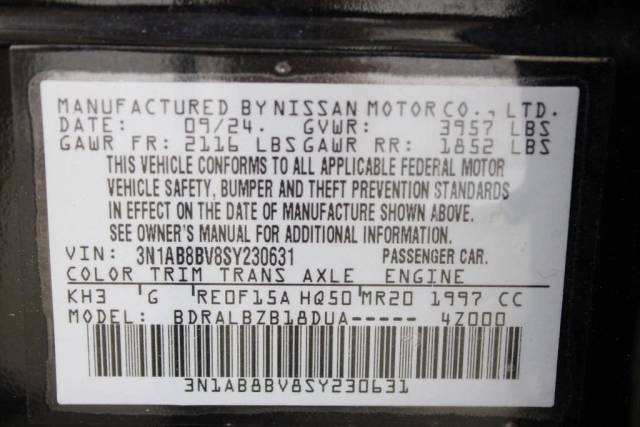 MANUFACTURED BY NISSAN MOTOR CO., LTD.
DATE: 09/24. GVWR: 3957 LBS
GAWR FR: 2116 LBS GAWR RR: 1852 LBS
THIS VEHICLE CONFORMS TO ALL APPLICABLE FEDERAL MOTOR
VEHICLE SAFETY, BUMPER AND THEFT PREVENTION STANDARDS
IN EFFECT ON THE DATE OF MANUFACTURE SHOWN ABOVE.
SEE OWNER'S MANUAL FOR ADDITIONAL INFORMATION.
VIN: 3N1AB8BV8SY230631 PASSENGER CAR.
COLOR TRIM TRANS AXLE ENGINE
KH3 G RE0F15A HQ50 MR20 1997 CC
MODEL: BDRALBZB18DUA----- 4Z000
3N1AB8BV8SY230631